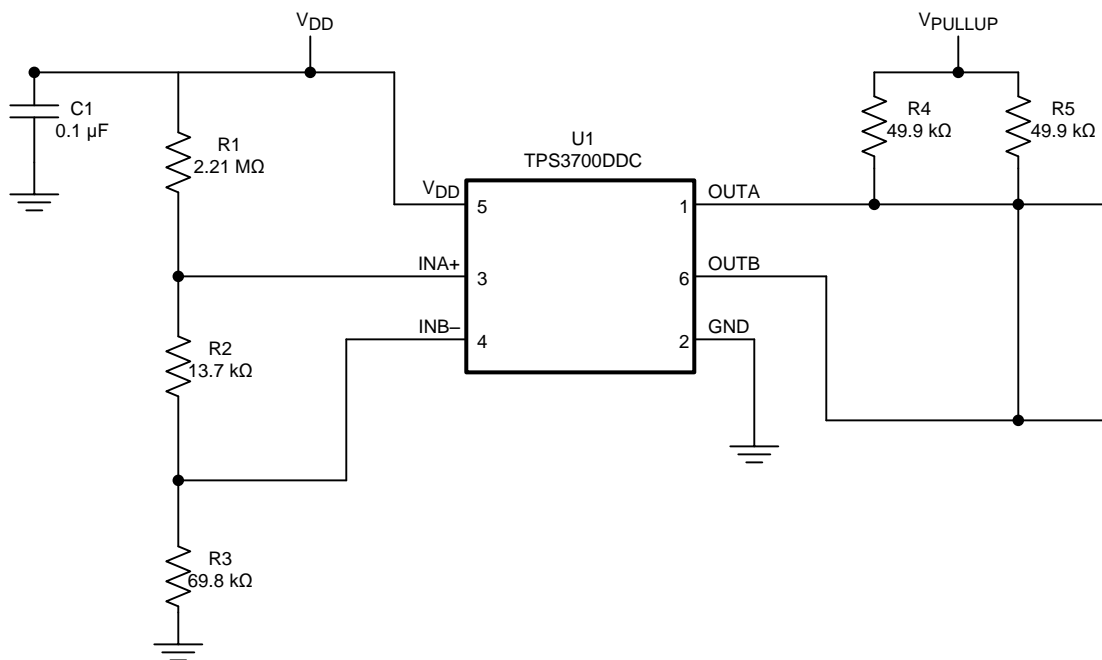 VDD
VPULLUP
C1
0.1 µF
R1
2.21 MΩ
R4
49.9 kΩ
R5
49.9 kΩ
U1
TPS3700DDC
VDD
5
1
OUTA
INA+
3
6
OUTB
INB–
4
2
GND
R2
13.7 kΩ
R3
69.8 kΩ